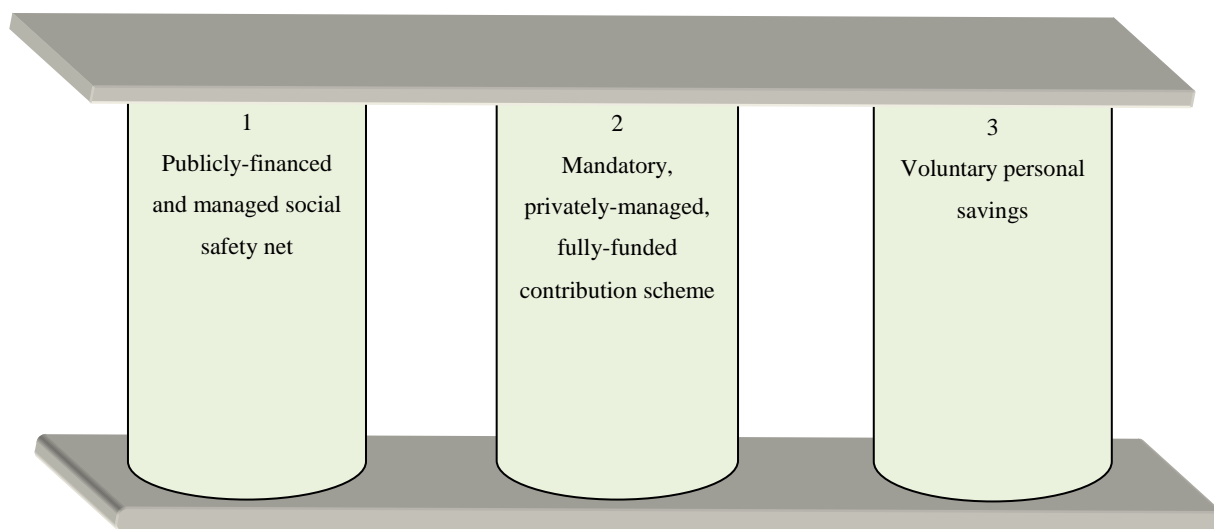 1
Publicly-financed
and managed social
safety net
2
Mandatory,
privately-managed,
fully-funded
contribution scheme
3
Voluntary personal
savings